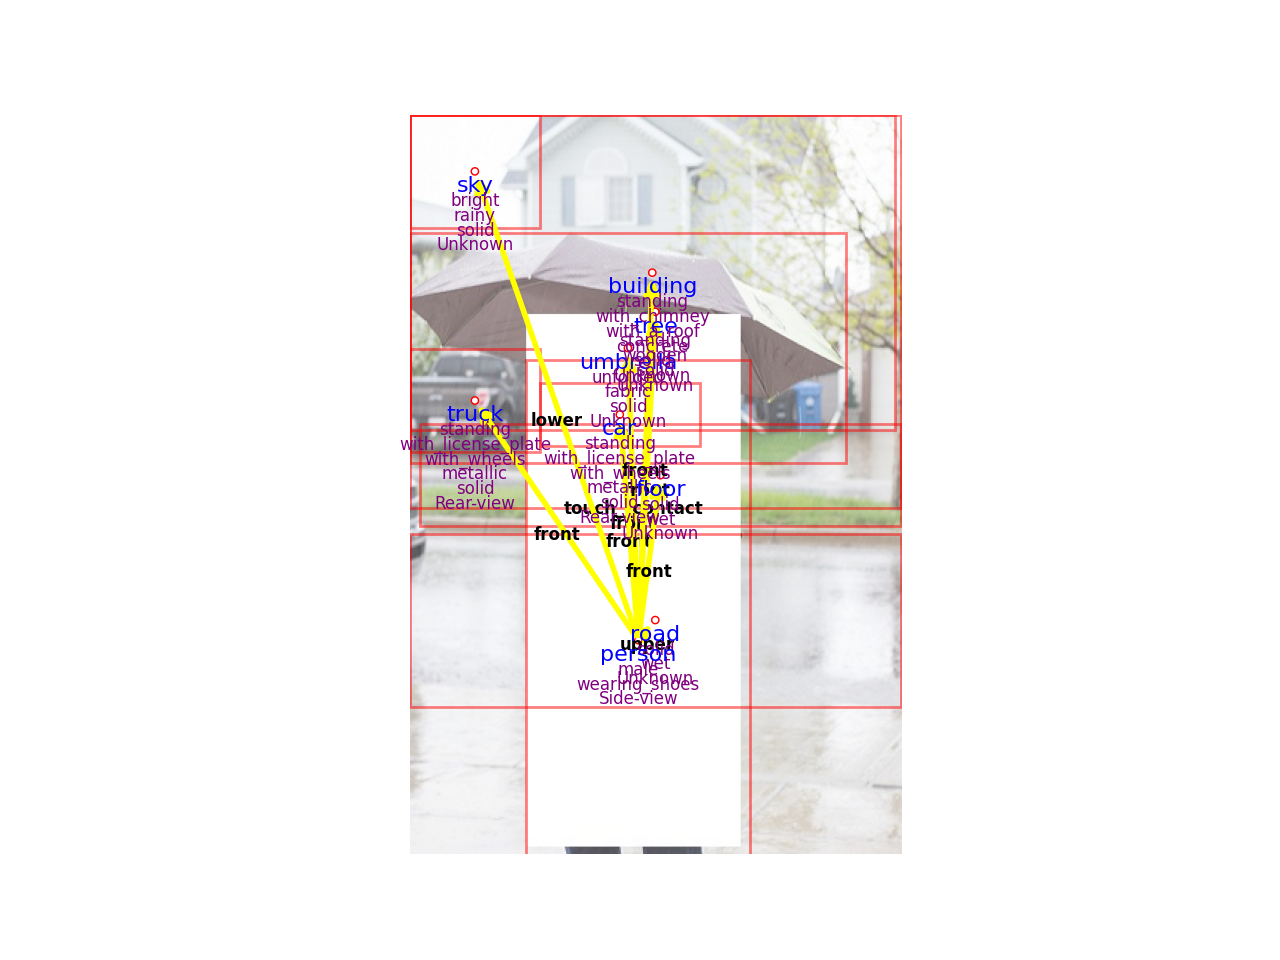 sky
bright
rainy
solid
Unknown
building
standing
with_chimney
with_a_roof
concrete
tree
standing
wooden
solid
Unknown
umbrella
unfolded
fabric
solid
Unknown
truck
standing
with_license_plate
with_wheels
metallic
solid
Rear-view
car
standing
with_license_plate
with_wheels
metallic
solid
Rear-view
lower
front
floor
solid
wet
Unknown
touch
contact
front
front
front
front
road
wet
Unknown
upper
person
male
wearing_shoes
Side-view